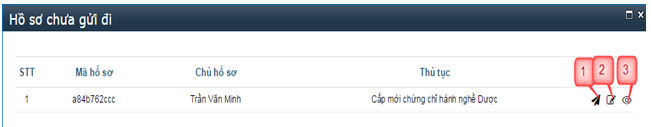 Hồ sơ chưa gửi đi
1 2 3
STT Mã hồ sơ Chủ hồ sơ Thủ tục
1 a84b762ccc Trần Văn Minh Cấp mới chứng chỉ hành nghề Dược